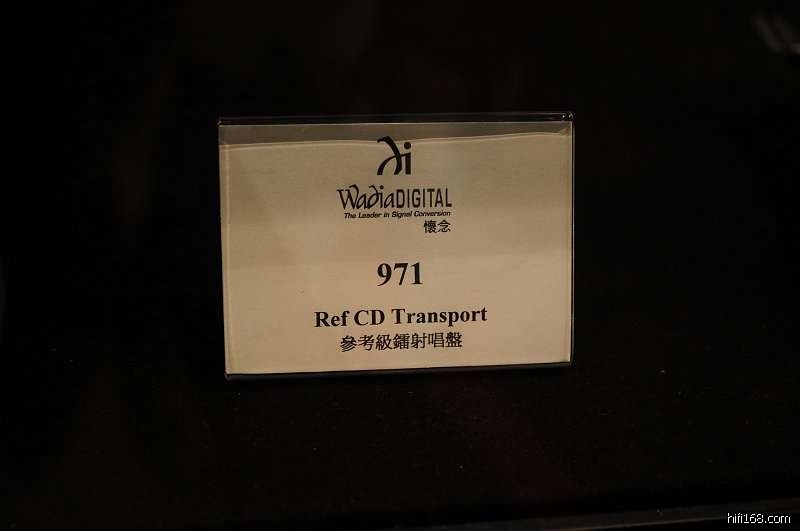 WadiaDIGITAL
The Leader in Signal Conversion
懷念
971
Ref CD Transport
參考級鐳射唱盤
hifi168.com